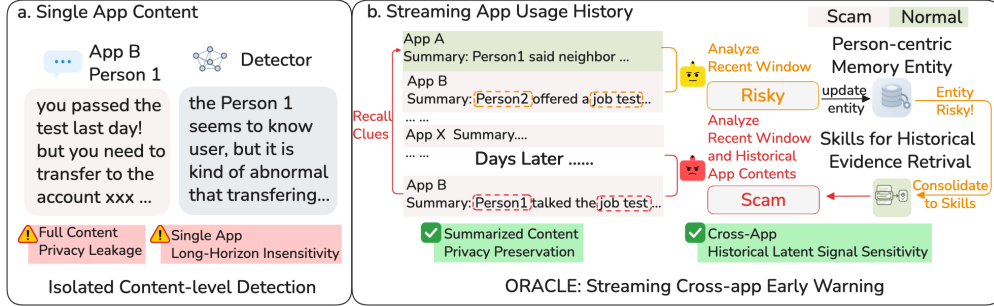 a. Single App Content
App B
Person 1
Detector
you passed the
test last day!
but you need to
transfer to the
account xxx ...
the Person 1
seems to know
user, but it is
kind of abnormal
that transfering...
Full Content
Privacy Leakage
Single App
Long-Horizon Insensitivity
Isolated Content-level Detection
b. Streaming App Usage History
Scam
Normal
Recall
Clues
App A
Summary: Person1 said neighbor ...
App B
Summary: Person2 offered a job test...
... ...
App X Summary....
... ...
Days Later ......
App B
Summary: Person1 talked the job test...
Analyze
Recent Window
Risky
Analyze
Recent Window
and Historical
App Contents
Scam
update
entity
Person-centric
Memory Entity
Entity
Risky!
Skills for Historical
Evidence Retrival
Consolidate
to Skills
Summarized Content
Privacy Preservation
Cross-App
Historical Latent Signal Sensitivity
ORACLE: Streaming Cross-app Early Warning